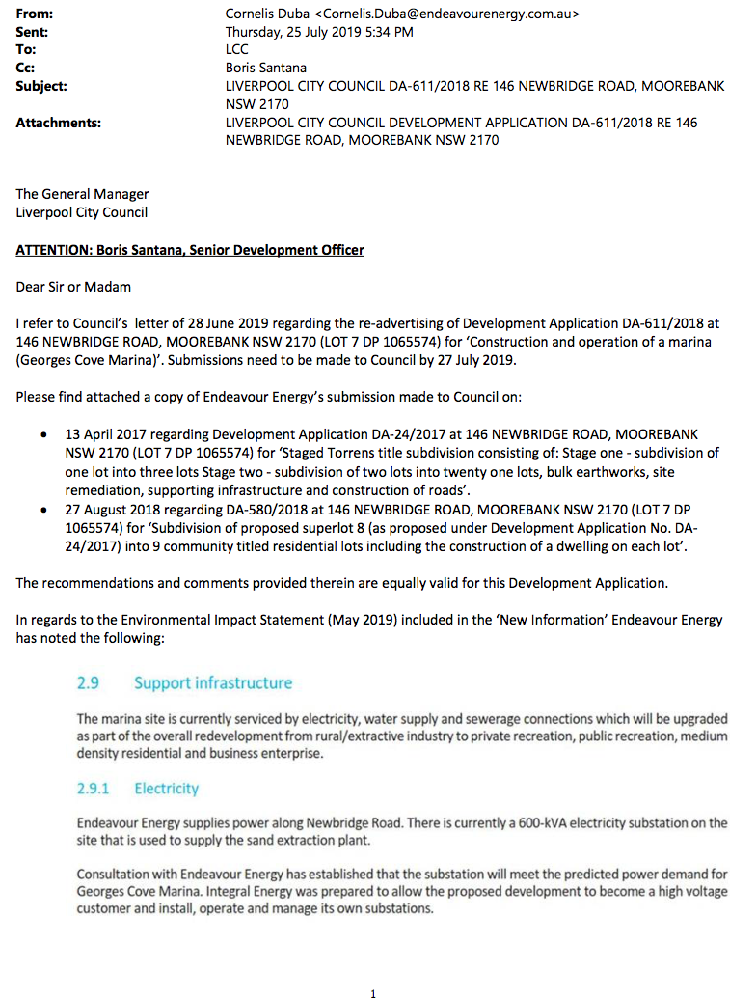 From: Cornelis Duba <Cornelis.Duba@endeavourenergy.com.au>
Sent: Thursday, 25 July 2019 5:34 PM
To: LCC
Cc: Boris Santana
Subject: LIVERPOOL CITY COUNCIL DA-611/2018 RE 146 NEWBRIDGE ROAD, MOOREBANK
NSW 2170
Attachments: LIVERPOOL CITY COUNCIL DEVELOPMENT APPLICATION DA-611/2018 RE 146
NEWBRIDGE ROAD, MOOREBANK NSW 2170
The General Manager
Liverpool City Council
ATTENTION: Boris Santana, Senior Development Officer
Dear Sir or Madam
I refer to Council's letter of 28 June 2019 regarding the re-advertising of Development Application DA-611/2018 at
146 NEWBRIDGE ROAD, MOOREBANK NSW 2170 (LOT 7 DP 1065574) for 'Construction and operation of a marina
(Georges Cove Marina)'. Submissions need to be made to Council by 27 July 2019.
Please find attached a copy of Endeavour Energy's submission made to Council on:
• 13 April 2017 regarding Development Application DA-24/2017 at 146 NEWBRIDGE ROAD, MOOREBANK
NSW 2170 (LOT 7 DP 1065574) for 'Staged Torrens title subdivision consisting of: Stage one - subdivision of
one lot into three lots Stage two - subdivision of two lots into twenty one lots, bulk earthworks, site
remediation, supporting infrastructure and construction of roads'.
• 27 August 2018 regarding DA-580/2018 at 146 NEWBRIDGE ROAD, MOOREBANK NSW 2170 (LOT 7 DP
1065574) for 'Subdivision of proposed superlot 8 (as proposed under Development Application No. DA-
24/2017) into 9 community titled residential lots including the construction of a dwelling on each lot'.
The recommendations and comments provided therein are equally valid for this Development Application.
In regards to the Environmental Impact Statement (May 2019) included in the 'New Information' Endeavour Energy
has noted the following:
2.9 Support infrastructure
The marina site is currently serviced by electricity, water supply and sewerage connections which will be upgraded
as part of the overall redevelopment from rural/extractive industry to private recreation, public recreation, medium
density residential and business enterprise.
2.9.1 Electricity
Endeavour Energy supplies power along Newbridge Road. There is currently a 600-kVA electricity substation on the
site that is used to supply the sand extraction plant.
Consultation with Endeavour Energy has established that the substation will meet the predicted power demand for
Georges Cove Marina. Integral Energy was prepared to allow the proposed development to become a high voltage
customer and install, operate and manage its own substations.
1